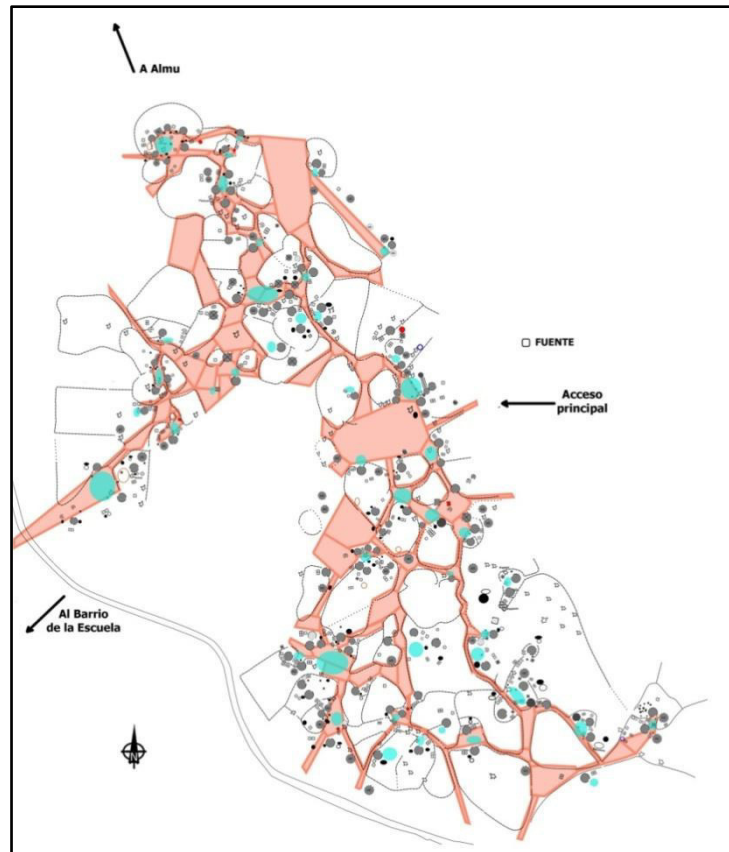 A Almu
FUENTE
Acceso
principal
Al Barrio
de la Escuela
N